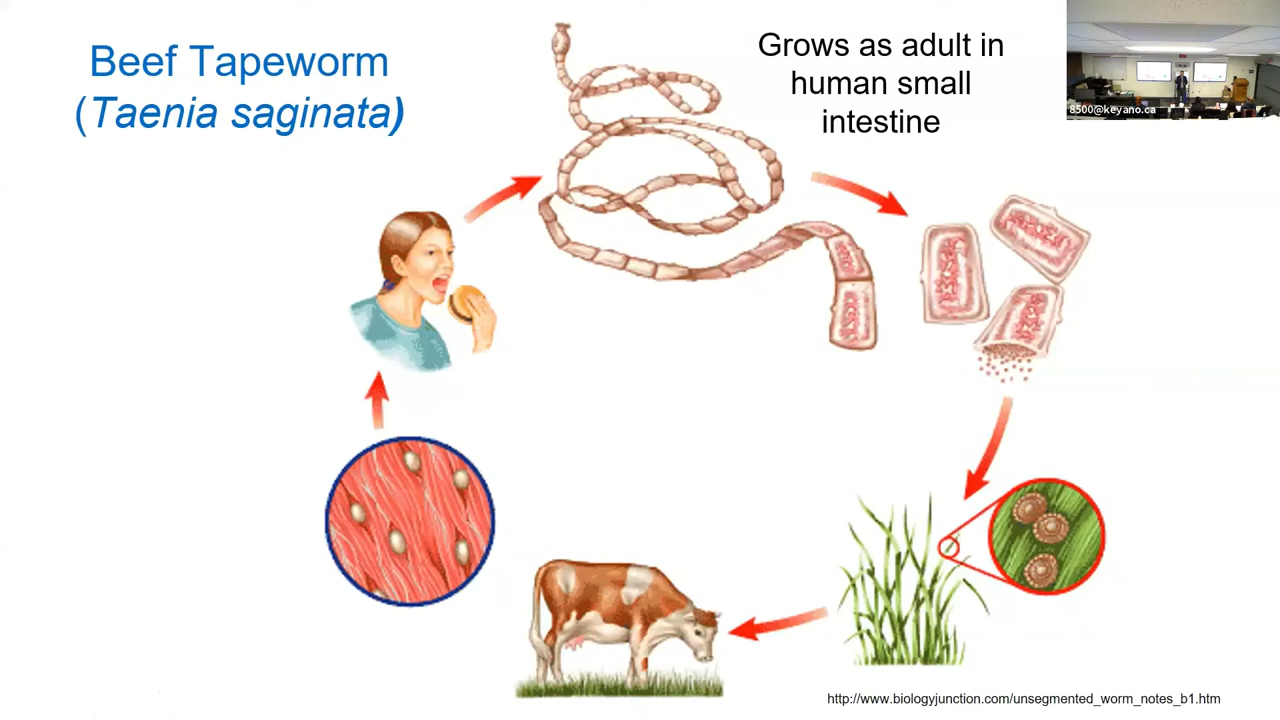 Beef Tapeworm
(Taenia saginata)
Grows as adult in
human small
intestine
8500@keyano.ca
http://www.biologyjunction.com/unsegmented_worm_notes_b1.htm